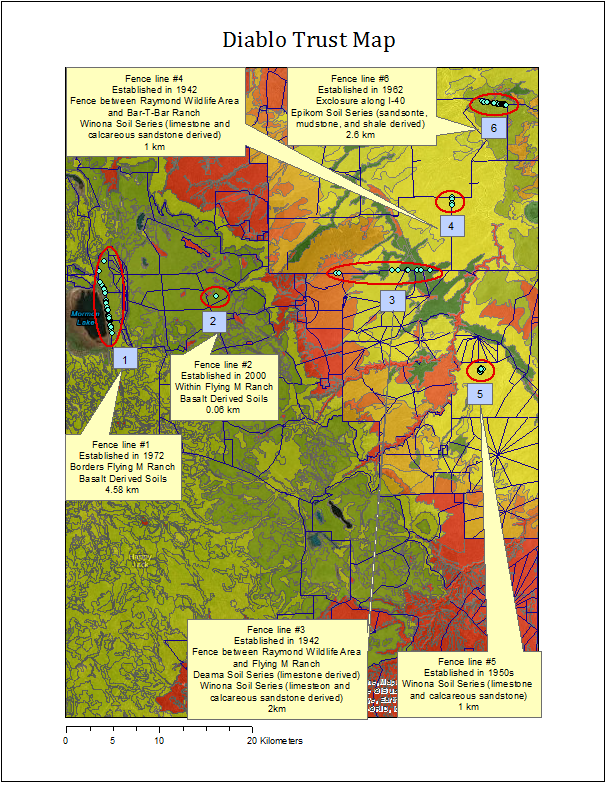 Diablo Trust Map
Fence line #4
Established in 1942
Fence between Raymond Wildlife Area
and Bar-T-Bar Ranch
Winona Soil Series (limestone and
calcareous sandstone derived)
1 km
Fence line #6
Established in 1962
Exclosure along I-40
Epikom Soil Series (sandsonte,
mudstone, and shale derived)
2.6 km
6
4
3
2
1
5
Mormon
Lake
Fence line #2
Established in 2000
Within Flying M Ranch
Basalt Derived Soils
0.06 km
Fence line #1
Established in 1972
Borders Flying M Ranch
Basalt Derived Soils
4.58 km
Fence line #3
Established in 1942
Fence between Raymond Wildlife Area
and Flying M Ranch
Deama Soil Series (limestone derived)
Winona Soil Series (limesteon and
calcareous sandstone derived)
2km
Fence line #5
Established in 1950s
Winona Soil Series (limestone
and calcareous sandstone)
1 km
0 5 10 20 Kilometers